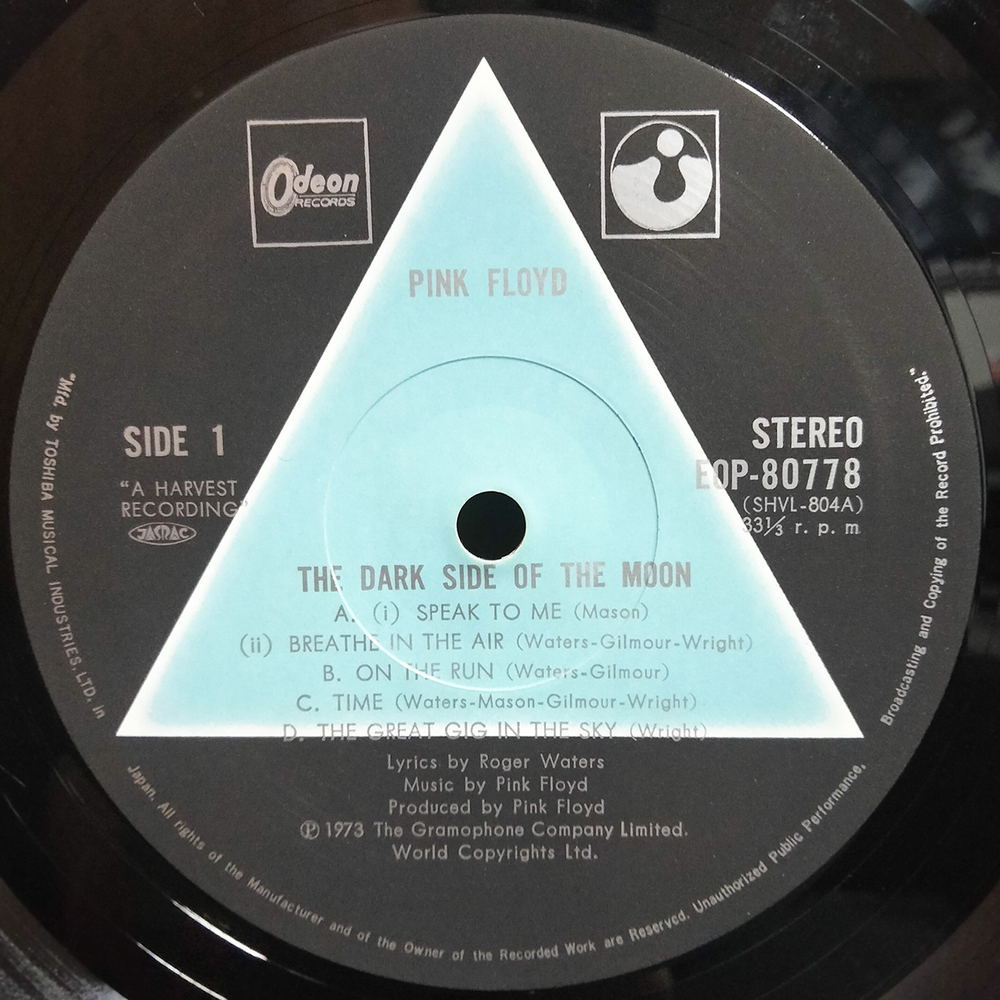 Odeon
RECORDS
PINK FLOYD
SIDE 1
"A HARVEST
RECORDING"
JASRAC
STEREO
EOP-80778
(SHVL-804A)
33⅓ r. p. m
THE DARK SIDE OF THE MOON
A. (i) SPEAK TO ME (Mason)
(ii) BREATHE IN THE AIR (Waters-Gilmour-Wright)
B. ON THE RUN (Waters-Gilmour)
C. TIME (Waters-Mason-Gilmour-Wright)
D. THE GREAT GIG IN THE SKY (Wright)
Lyrics by Roger Waters
Music by Pink Floyd
Produced by Pink Floyd
℗ 1973 The Gramophone Company Limited.
World Copyrights Ltd.
"Mfd. by TOSHIBA MUSICAL INDUSTRIES, LTD. in Japan. All rights of the Manufacturer and of the Owner of the Recorded Work are Reserved. Unauthorized Public Performance, Broadcasting and Copying of the Record Prohibited."